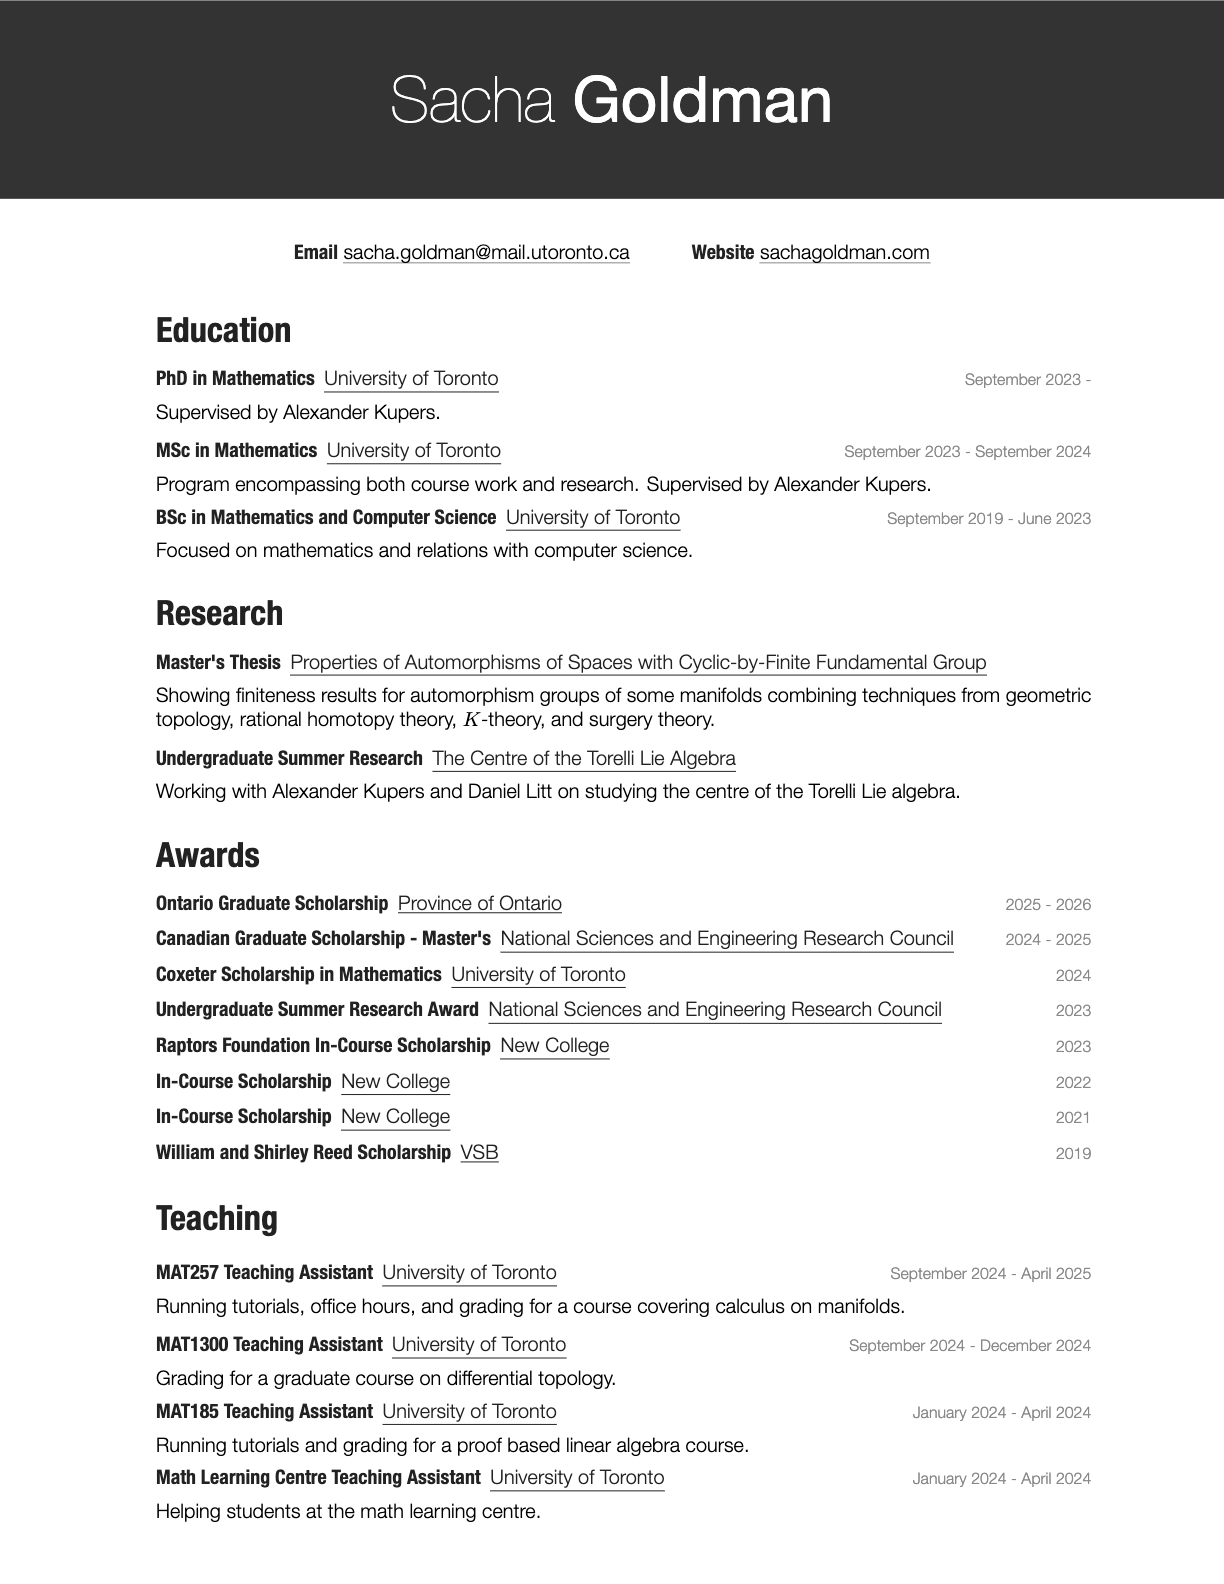 Sacha Goldman
Email sacha.goldman@mail.utoronto.ca Website sachagoldman.com
Education
PhD in Mathematics University of Toronto September 2023 -
Supervised by Alexander Kupers.
MSc in Mathematics University of Toronto September 2023 - September 2024
Program encompassing both course work and research. Supervised by Alexander Kupers.
BSc in Mathematics and Computer Science University of Toronto September 2019 - June 2023
Focused on mathematics and relations with computer science.
Research
Master's Thesis Properties of Automorphisms of Spaces with Cyclic-by-Finite Fundamental Group
Showing finiteness results for automorphism groups of some manifolds combining techniques from geometric
topology, rational homotopy theory, K-theory, and surgery theory.
Undergraduate Summer Research The Centre of the Torelli Lie Algebra
Working with Alexander Kupers and Daniel Litt on studying the centre of the Torelli Lie algebra.
Awards
Ontario Graduate Scholarship Province of Ontario 2025 - 2026
Canadian Graduate Scholarship - Master's National Sciences and Engineering Research Council 2024 - 2025
Coxeter Scholarship in Mathematics University of Toronto 2024
Undergraduate Summer Research Award National Sciences and Engineering Research Council 2023
Raptors Foundation In-Course Scholarship New College 2023
In-Course Scholarship New College 2022
In-Course Scholarship New College 2021
William and Shirley Reed Scholarship VSB 2019
Teaching
MAT257 Teaching Assistant University of Toronto September 2024 - April 2025
Running tutorials, office hours, and grading for a course covering calculus on manifolds.
MAT1300 Teaching Assistant University of Toronto September 2024 - December 2024
Grading for a graduate course on differential topology.
MAT185 Teaching Assistant University of Toronto January 2024 - April 2024
Running tutorials and grading for a proof based linear algebra course.
Math Learning Centre Teaching Assistant University of Toronto January 2024 - April 2024
Helping students at the math learning centre.